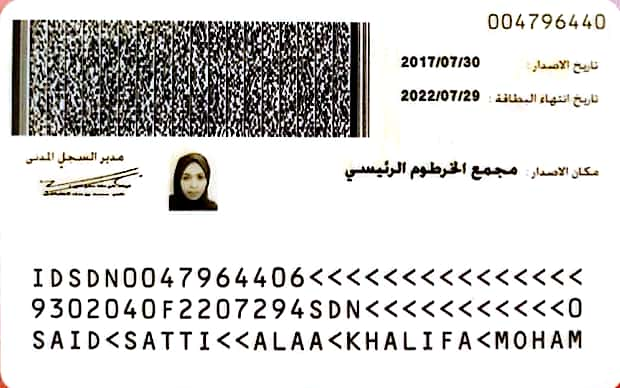 004796440
تاريخ الاصدار: 2017/07/30
تاريخ انتهاء البطاقة : 2022/07/29
مكان الاصدار: مجمع الخرطوم الرئيسي
مدير السجل المدنى
IDSDN0047964406<<<<<<<<<<<<<<<
9302040F2207294SDN<<<<<<<<<<<0
SAID<SATTI<<ALAA<KHALIFA<MOHAM